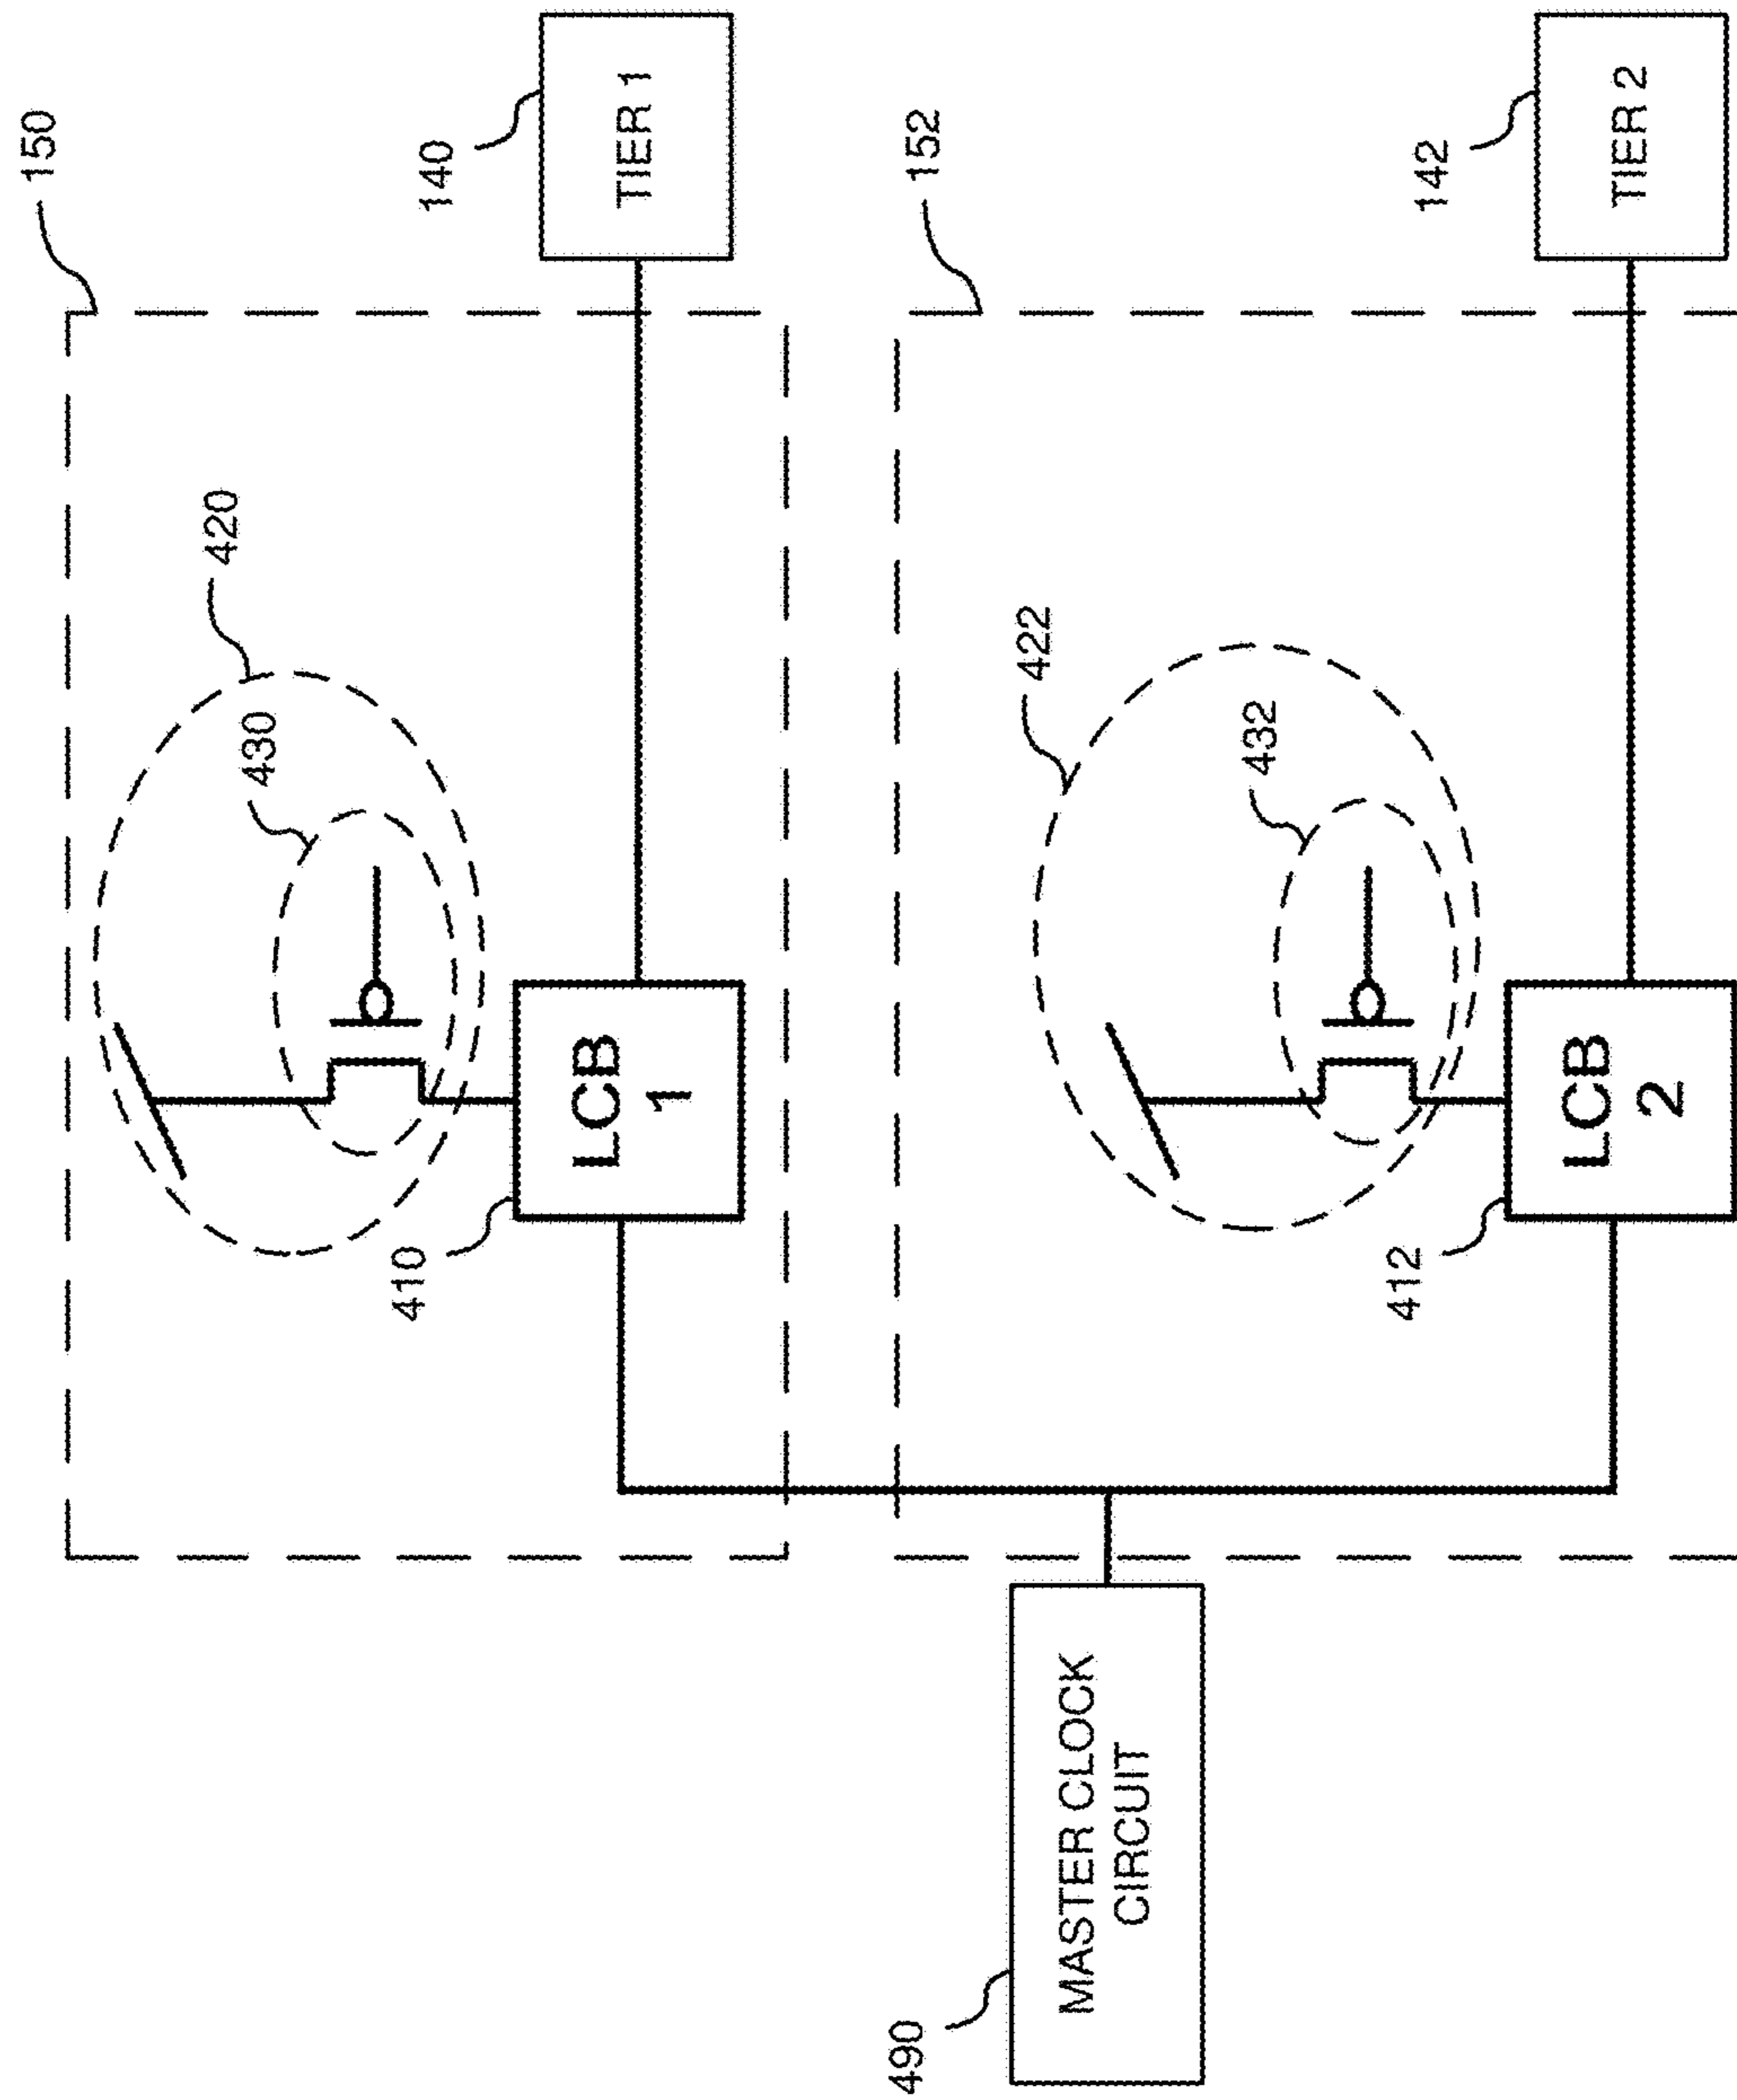 150
420
430
140
TIER 1
410
LCB
1
152
422
432
142
TIER 2
412
LCB
2
490
MASTER CLOCK
CIRCUIT